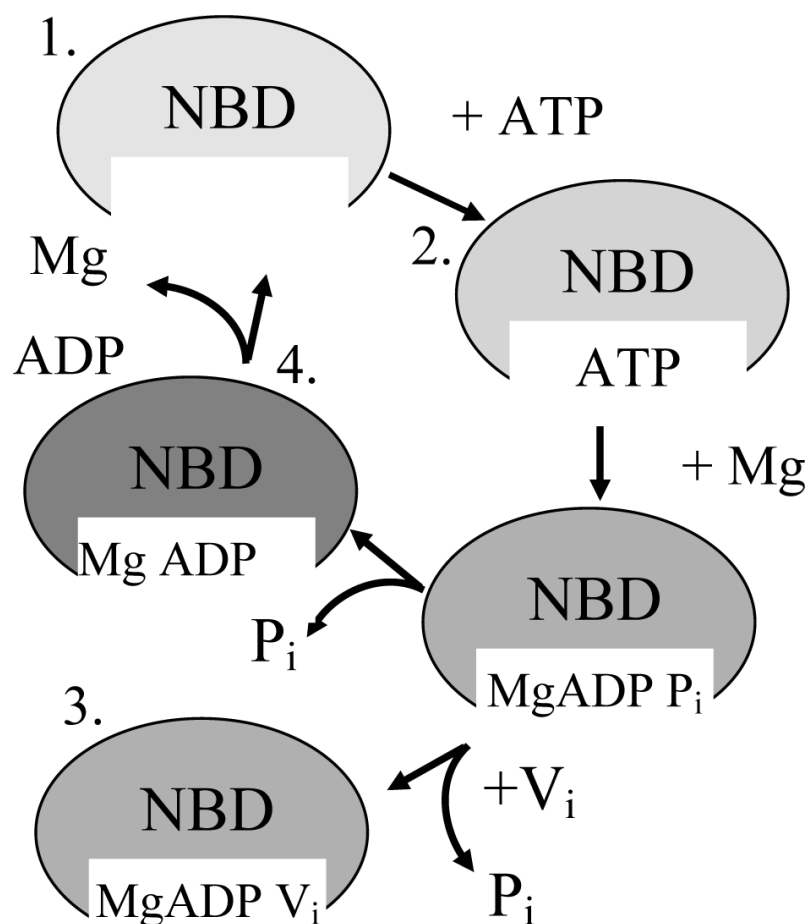 1.
NBD
+ ATP
2.
NBD
ATP
Mg
ADP
4.
NBD
Mg ADP
+ Mg
NBD
MgADP Pᵢ
Pᵢ
3.
NBD
MgADP Vᵢ
+Vᵢ
Pᵢ